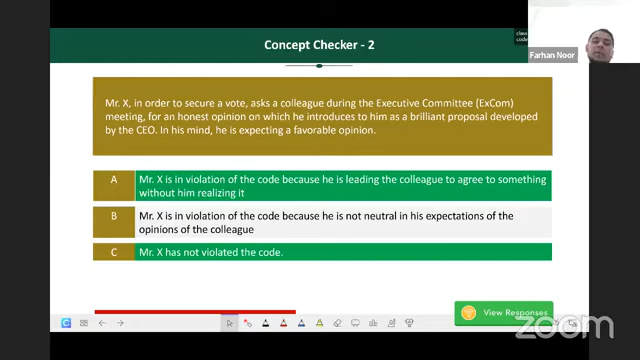 Concept Checker - 2
class
code
Farhan Noor
Mr. X, in order to secure a vote, asks a colleague during the Executive Committee (ExCom)
meeting, for an honest opinion on which he introduces to him as a brilliant proposal developed
by the CEO. In his mind, he is expecting a favorable opinion.
A
Mr. X is in violation of the code because he is leading the colleague to agree to something
without him realizing it
B
Mr. X is in violation of the code because he is not neutral in his expectations of the
opinions of the colleague
C
Mr. X has not violated the code.
View Responses
zoom